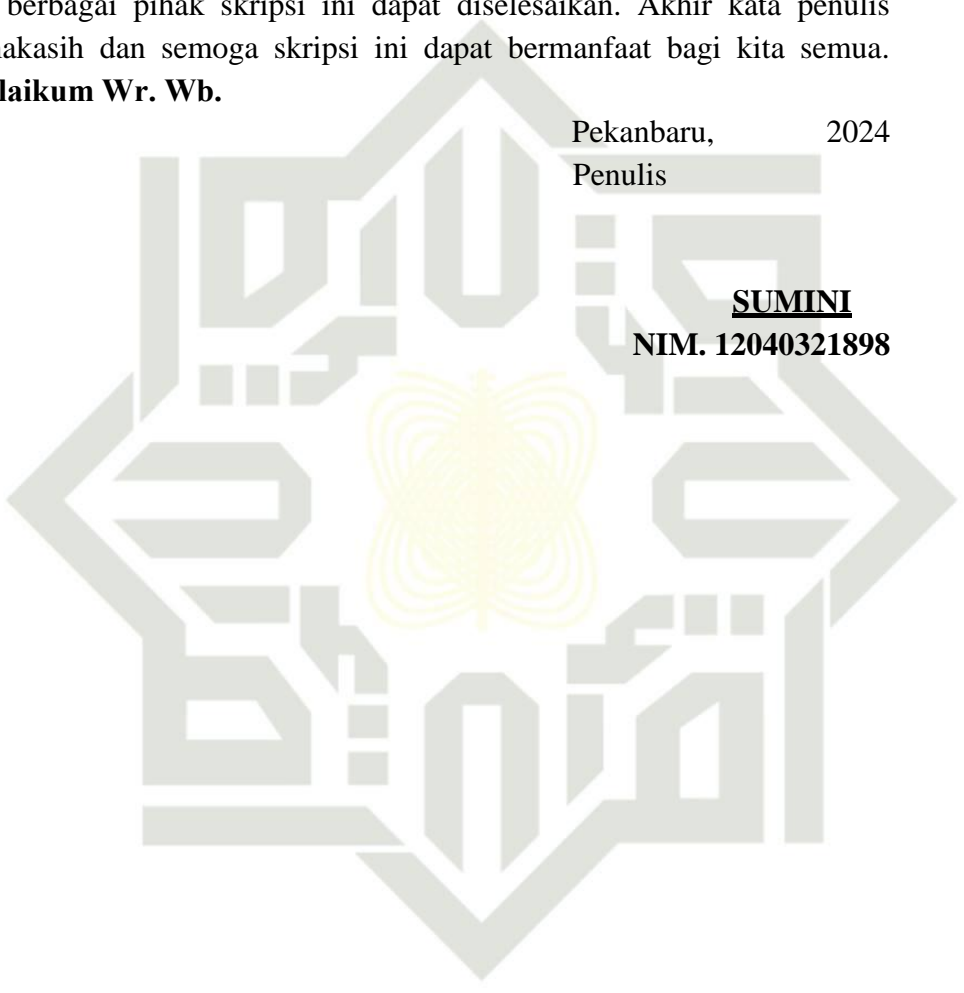 berbagai pihak skripsi ini dapat diselesaikan. Akhir kata penulis
akasih dan semoga skripsi ini dapat bermanfaat bagi kita semua.
laikum Wr. Wb.
Pekanbaru, 2024
Penulis
SUMINI
NIM. 12040321898